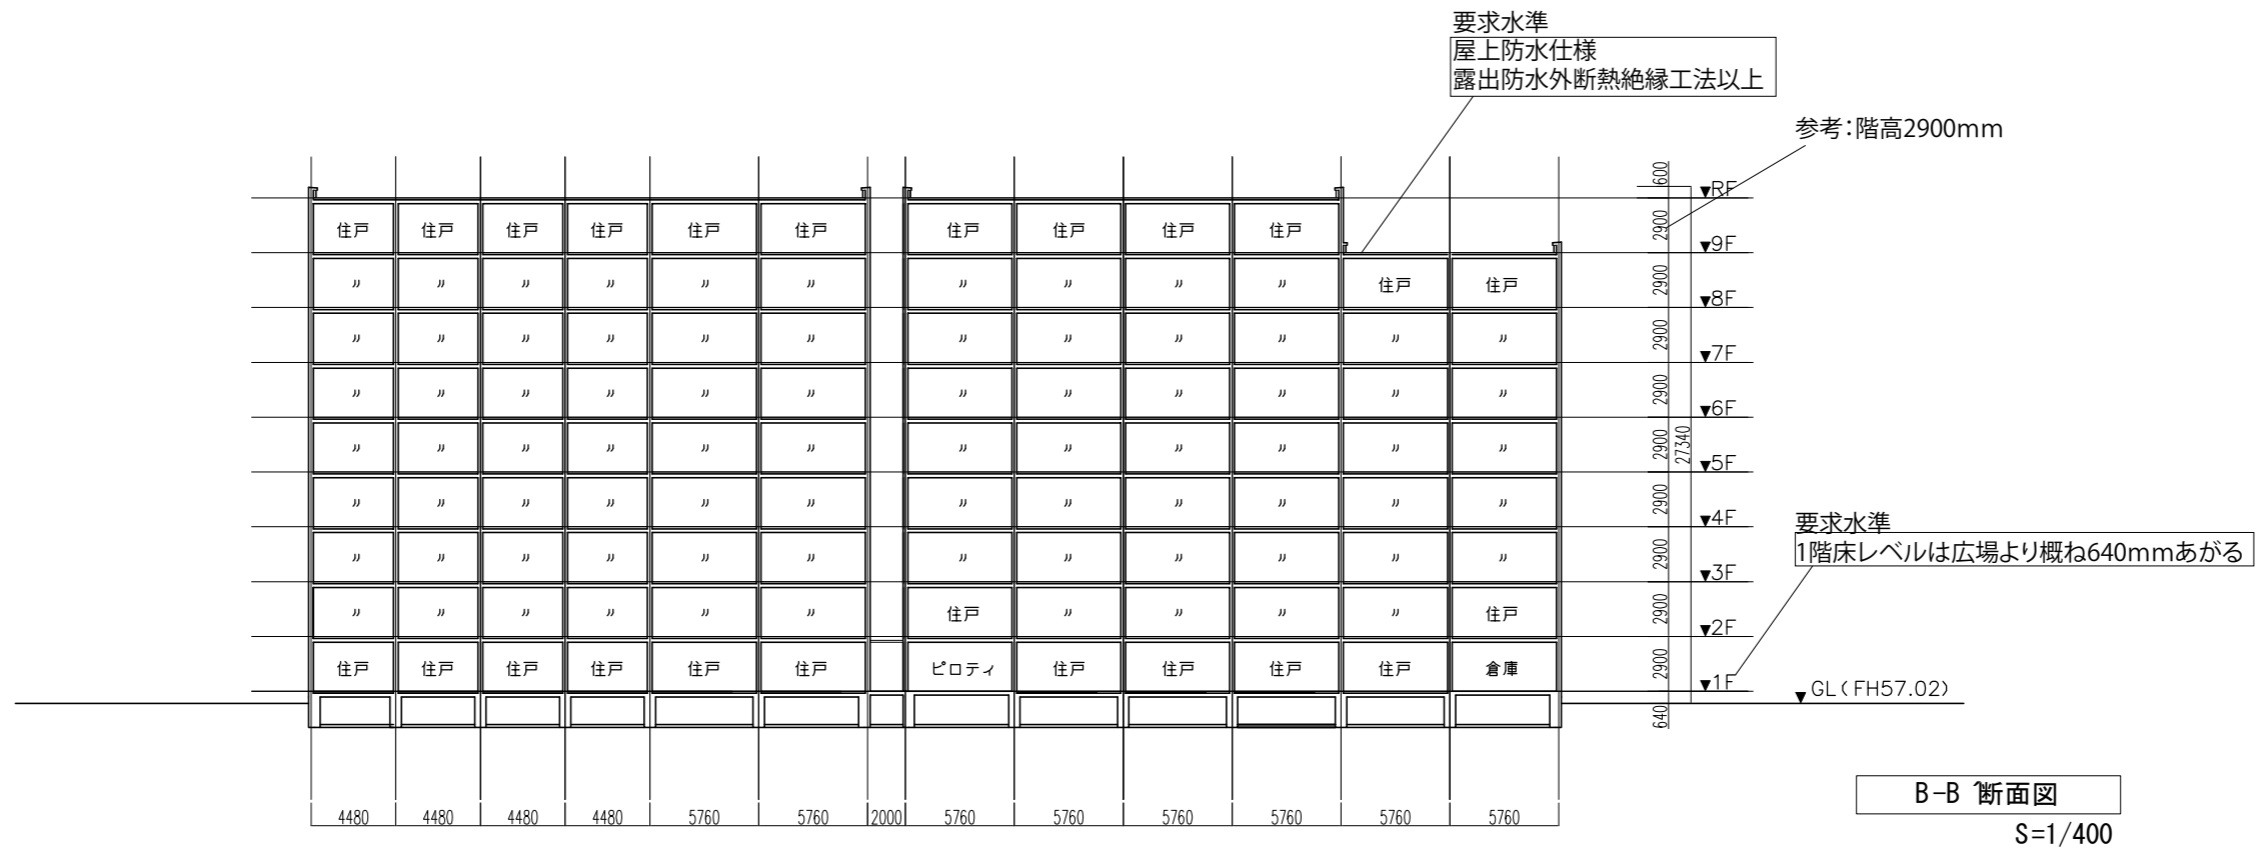 要求水準
屋上防水仕様
露出防水外断熱絶縁工法以上
参考:階高2900mm
600
▼RF
住戸 住戸 住戸 住戸 住戸 住戸 住戸 住戸 住戸 住戸
2900
▼9F
〃 〃 〃 〃 〃 〃 〃 〃 〃 〃 住戸 住戸
2900
▼8F
〃 〃 〃 〃 〃 〃 〃 〃 〃 〃 〃 〃
2900
▼7F
〃 〃 〃 〃 〃 〃 〃 〃 〃 〃 〃 〃
2900
▼6F
〃 〃 〃 〃 〃 〃 〃 〃 〃 〃 〃 〃
2900
27340
▼5F
〃 〃 〃 〃 〃 〃 〃 〃 〃 〃 〃 〃
2900
▼4F
要求水準
1階床レベルは広場より概ね640mmあがる
〃 〃 〃 〃 〃 〃 〃 〃 〃 〃 〃 〃
2900
▼3F
〃 〃 〃 〃 〃 〃 住戸 〃 〃 〃 〃 住戸
2900
▼2F
住戸 住戸 住戸 住戸 住戸 住戸 ピロティ 住戸 住戸 住戸 住戸 倉庫
2900
▼1F
▼GL(FH57.02)
640
4480 4480 4480 4480 5760 5760 2000 5760 5760 5760 5760 5760 5760
B-B´断面図
S=1/400